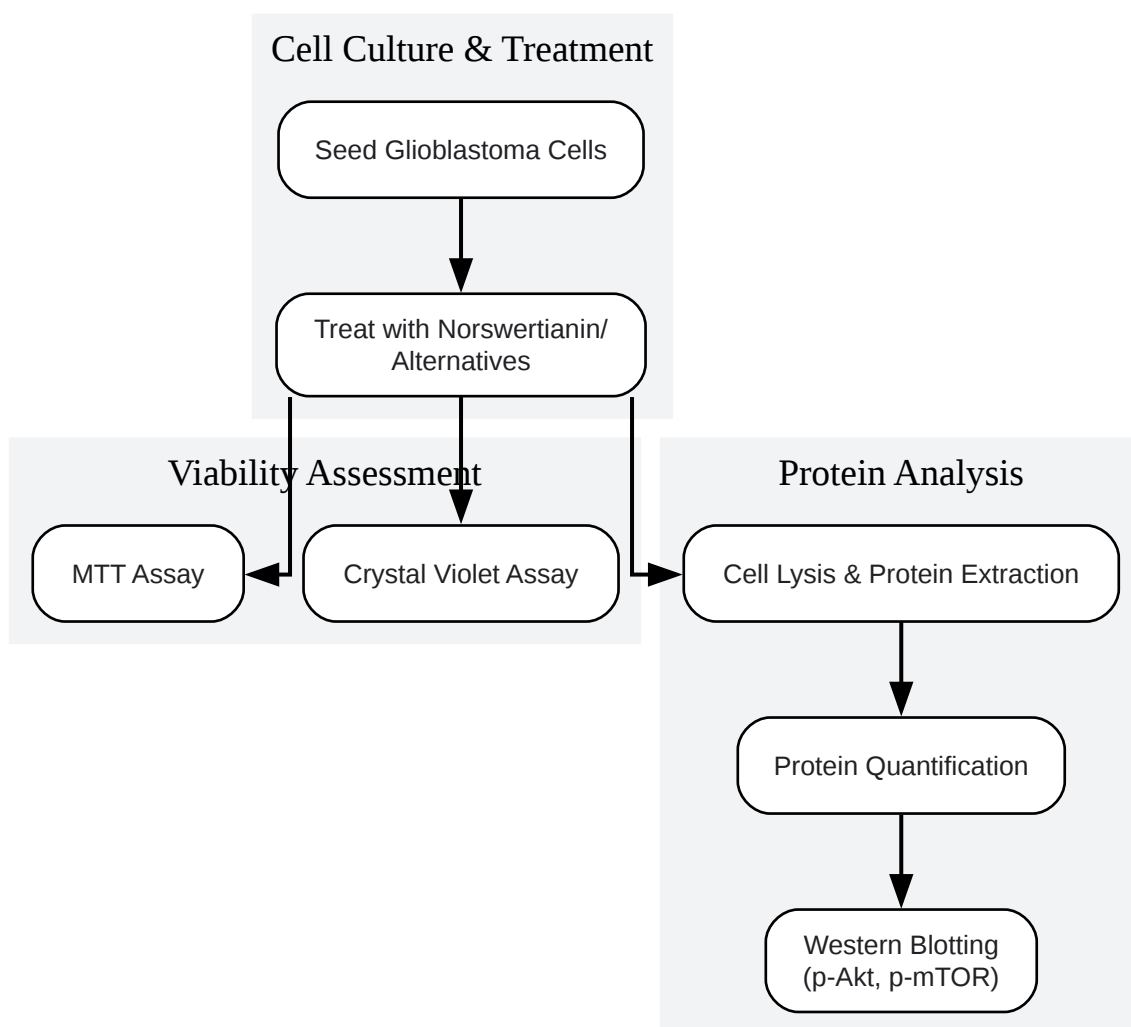 Cell Culture & Treatment
Seed Glioblastoma Cells
Treat with Norswertianin/
Alternatives
Viability Assessment
MTT Assay
Crystal Violet Assay
Protein Analysis
Cell Lysis & Protein Extraction
Protein Quantification
Western Blotting
(p-Akt, p-mTOR)